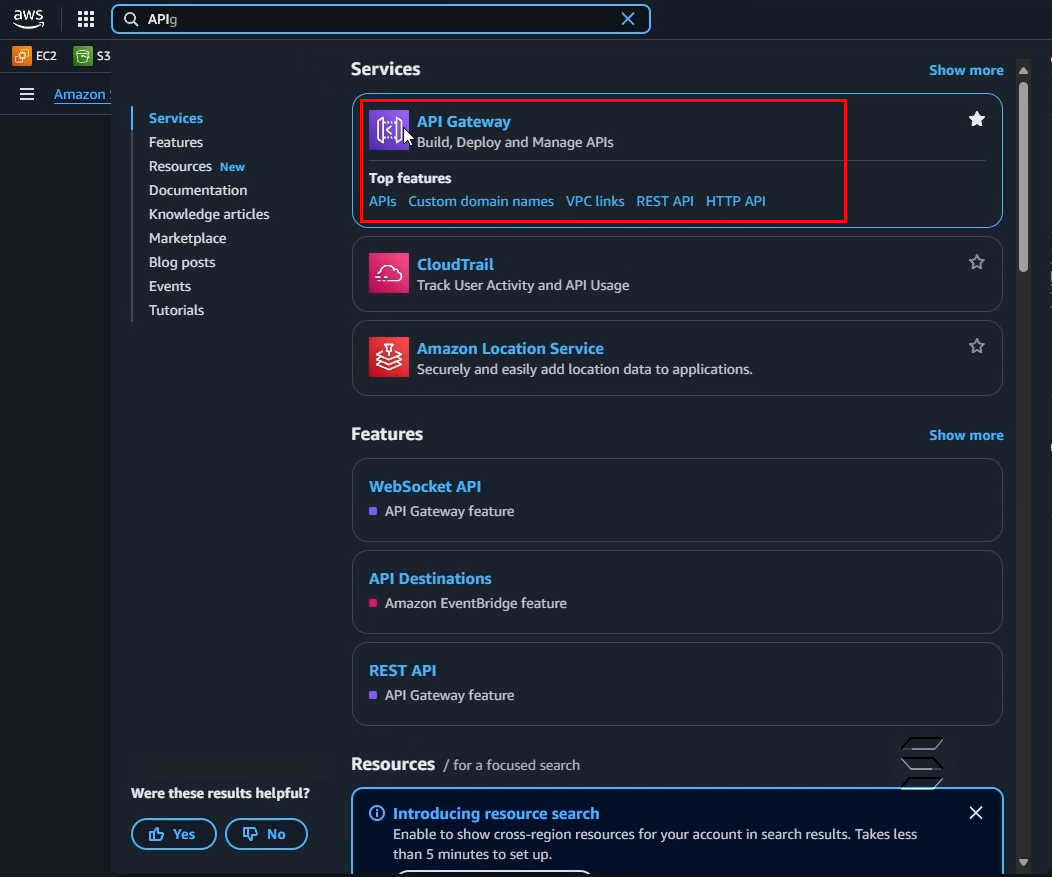 aws
APIg
EC2
S3
Amazon
Services
Features
Resources New
Documentation
Knowledge articles
Marketplace
Blog posts
Events
Tutorials
Services
Show more
API Gateway
Build, Deploy and Manage APIs
Top features
APIs Custom domain names VPC links REST API HTTP API
CloudTrail
Track User Activity and API Usage
Amazon Location Service
Securely and easily add location data to applications.
Features
Show more
WebSocket API
API Gateway feature
API Destinations
Amazon EventBridge feature
REST API
API Gateway feature
Resources / for a focused search
Introducing resource search
Enable to show cross-region resources for your account in search results. Takes less
than 5 minutes to set up.
Were these results helpful?
Yes
No